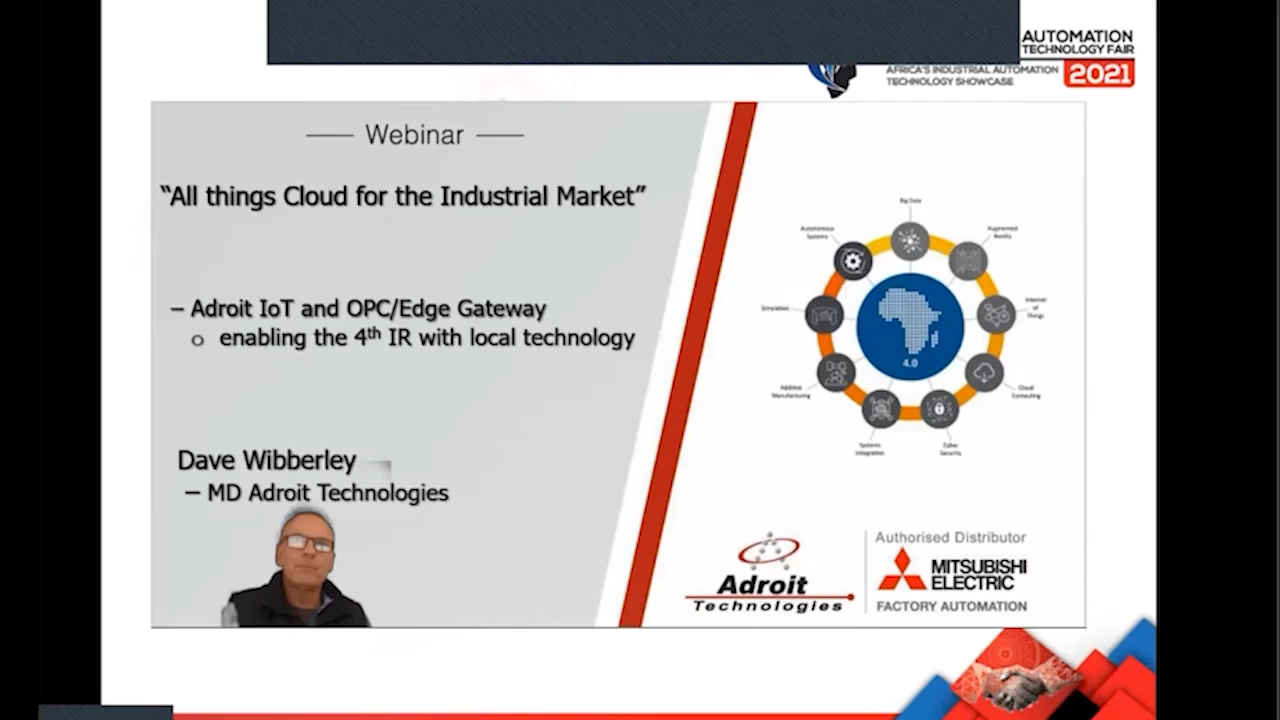 AUTOMATION
TECHNOLOGY FAIR
AFRICA'S INDUSTRIAL AUTOMATION
TECHNOLOGY SHOWCASE
2021
Webinar
“All things Cloud for the Industrial Market”
– Adroit IoT and OPC/Edge Gateway
o enabling the 4th IR with local technology
Dave Wibberley
– MD Adroit Technologies
Big Data
Autonomous
Systems
Augmented
Reality
Simulation
Internet
of
Things
4.0
Additive
Manufacturing
Cloud
Computing
Systems
Integration
Cyber
Security
Adroit
Technologies
Authorised Distributor
MITSUBISHI
ELECTRIC
FACTORY AUTOMATION